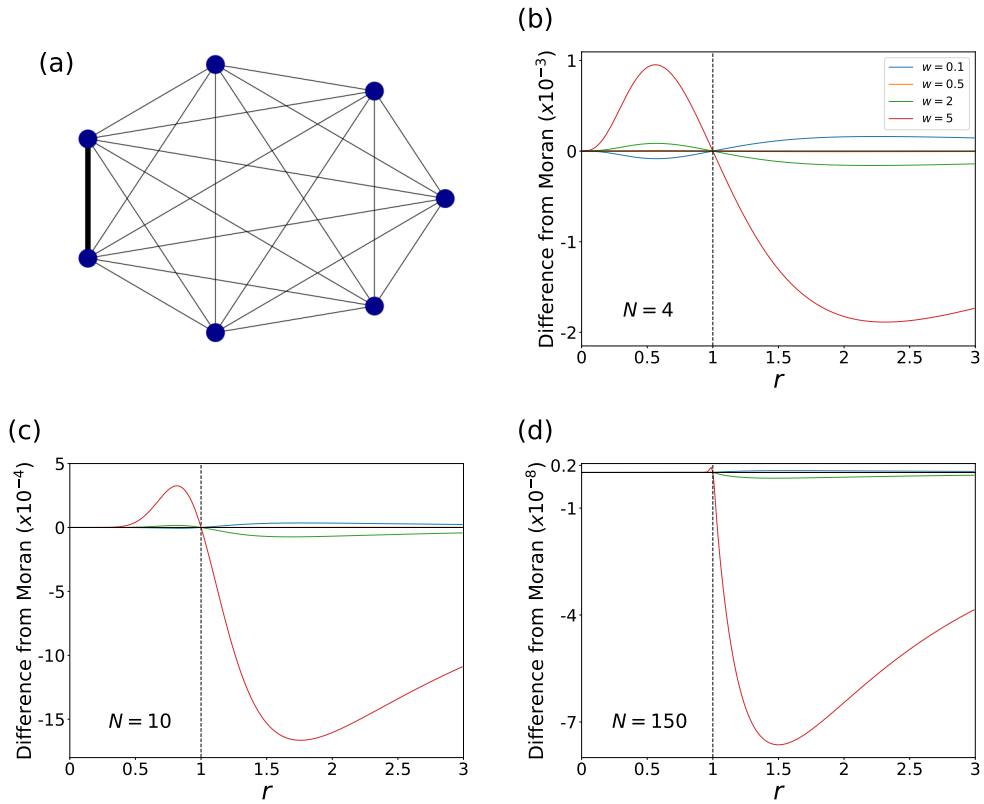 (a)
(b)
Difference from Moran (x10⁻³)
1
0
-1
-2
w = 0.1
w = 0.5
w = 2
w = 5
N = 4
0 0.5 1 1.5 2 2.5 3
r
(c)
Difference from Moran (x10⁻⁴)
5
0
-5
-10
-15
N = 10
0 0.5 1 1.5 2 2.5 3
r
(d)
Difference from Moran (x10⁻⁸)
0.2
-1
-4
-7
N = 150
0 0.5 1 1.5 2 2.5 3
r